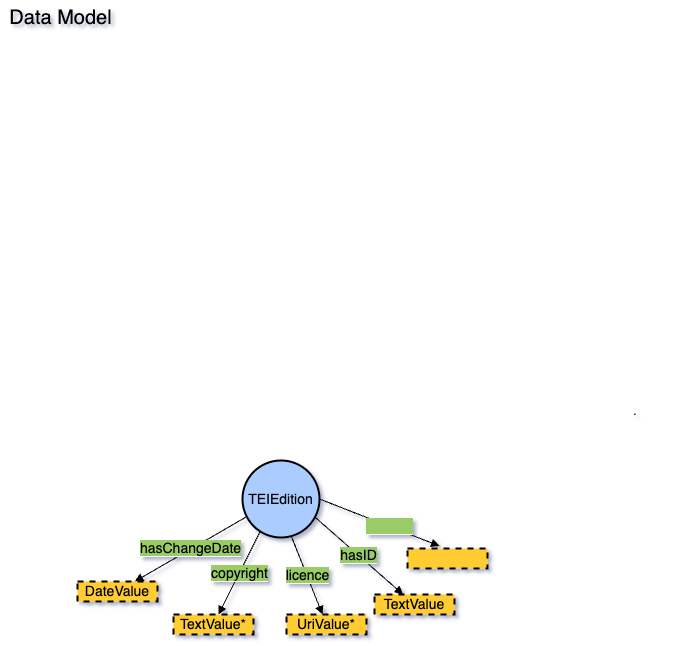 Data Model
TEIEdition
hasChangeDate
copyright
licence
hasID
DateValue
TextValue*
UriValue*
TextValue